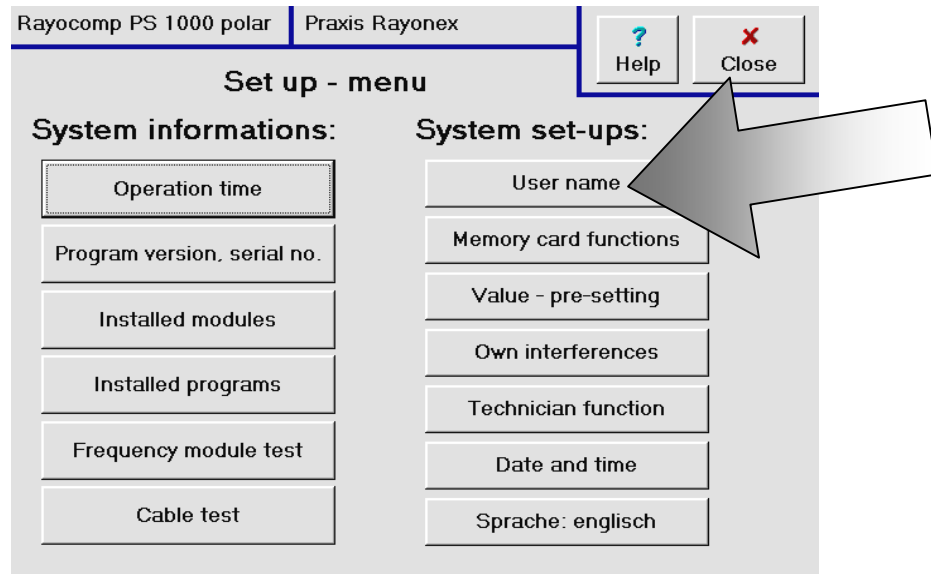 Rayocomp PS 1000 polar
Praxis Rayonex
?
Help
x
Close
Set up - menu
System informations:
Operation time
Program version, serial no.
Installed modules
Installed programs
Frequency module test
Cable test
System set-ups:
User name
Memory card functions
Value - pre-setting
Own interferences
Technician function
Date and time
Sprache: englisch